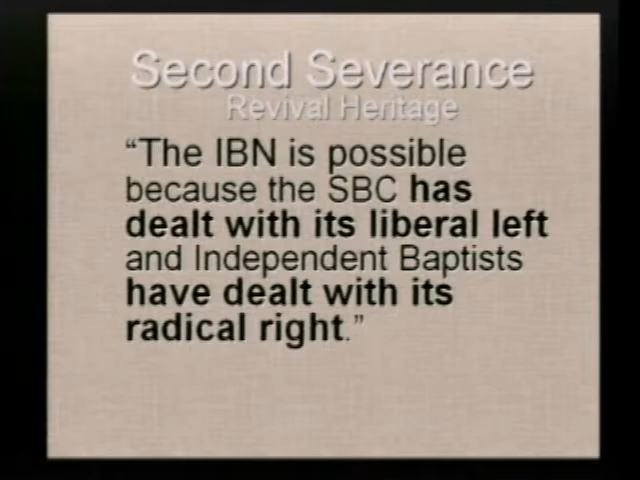 Second Severance
Revival Heritage
“The IBN is possible
because the SBC has
dealt with its liberal left
and Independent Baptists
have dealt with its
radical right.”